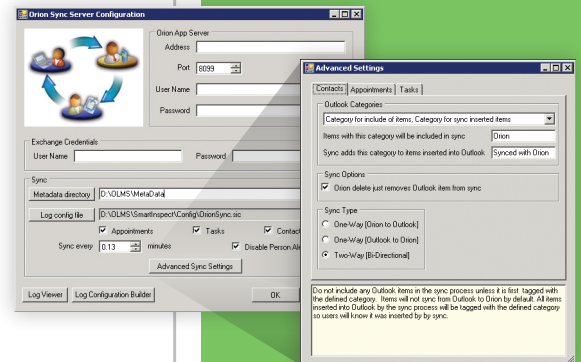 Orion Sync Server Configuration
Orion App Server
Address
Port 8099
User Name
Password
Exchange Credentials
User Name Password
Sync
Metadata directory D:\OLMS\MetaData
Log config file D:\OLMS\SmartInspect\Config\OrionSync.sic
Appointments Tasks Contac
Sync every 0.13 minutes Disable Person Ale
Advanced Sync Settings
Log Viewer Log Configuration Builder OK
Advanced Settings
Contacts Appointments Tasks
Outlook Categories
Category for include of items, Category for sync inserted items
Items with this category will be included in sync Orion
Sync adds this category to items inserted into Outlook Synced with Orion
Sync Options
Orion delete just removes Outlook item from sync
Sync Type
One-Way [Orion to Outlook]
One-Way [Outlook to Orion]
Two-Way [Bi-Directional]
Do not include any Outlook items in the sync process unless it is first tagged with
the defined category. Items will not sync from Outlook to Orion by default. All items
inserted into Outlook by the sync process will be tagged with the defined category
so users will know it was inserted by by sync.